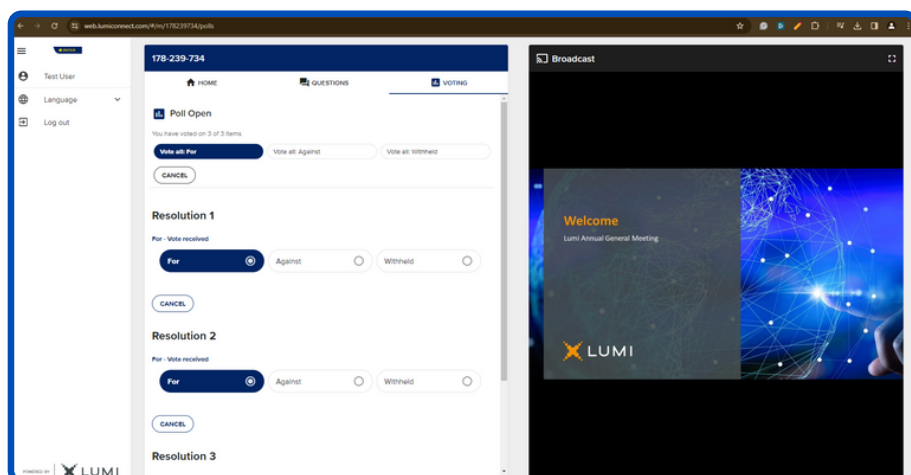 web.lumiconnect.com/#/m/178239734/polls
Test User
Language
Log out
POWERED BY
LUMI
178-239-734
HOME
QUESTIONS
VOTING
Poll Open
You have voted on 3 of 3 items
Vote all: For
Vote all: Against
Vote all: Withheld
CANCEL
Resolution 1
For - Vote received
For
Against
Withheld
CANCEL
Resolution 2
For - Vote received
For
Against
Withheld
CANCEL
Resolution 3
Broadcast
Welcome
Lumi Annual General Meeting
LUMI